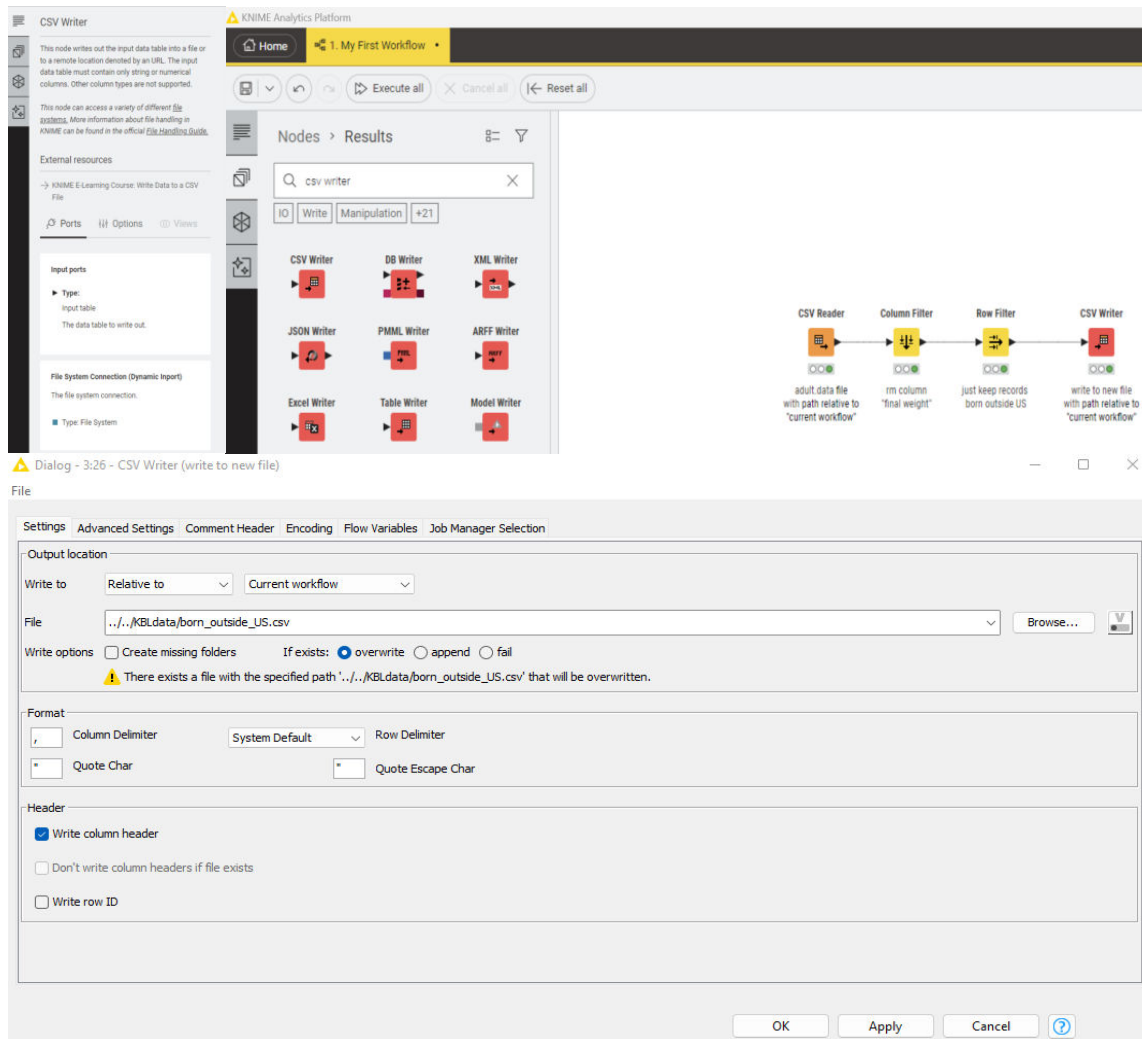 CSV Writer
This node writes out the input data table into a file or
to a remote location denoted by an URL. The input
data table must contain only string or numerical
columns. Other column types are not supported.
This node can access a variety of different file
systems. More information about file handling in
KNIME can be found in the official File Handling Guide.
External resources
→ KNIME E-Learning Course: Write Data to a CSV
File
Ports
Options
Views
Input ports
Type:
Input table
The data table to write out.
File System Connection (Dynamic Inport)
The file system connection.
Type: File System
KNIME Analytics Platform
Home
1. My First Workflow
Execute all
Cancel all
Reset all
Nodes > Results
csv writer
IO
Write
Manipulation
+21
CSV Writer
DB Writer
XML Writer
JSON Writer
PMML Writer
ARFF Writer
Excel Writer
Table Writer
Model Writer
CSV Reader
adult.data file
with path relative to
"current workflow"
Column Filter
rm column
"final weight"
Row Filter
just keep records
born outside US
CSV Writer
write to new file
with path relative to
"current workflow"
Dialog - 3:26 - CSV Writer (write to new file)
File
Settings
Advanced Settings
Comment Header
Encoding
Flow Variables
Job Manager Selection
Output location
Write to
Relative to
Current workflow
File
../../KBLdata/born_outside_US.csv
Browse...
Write options
Create missing folders
If exists:
overwrite
append
fail
There exists a file with the specified path '../../KBLdata/born_outside_US.csv' that will be overwritten.
Format
,
Column Delimiter
System Default
Row Delimiter
"
Quote Char
"
Quote Escape Char
Header
Write column header
Don't write column headers if file exists
Write row ID
OK
Apply
Cancel
?